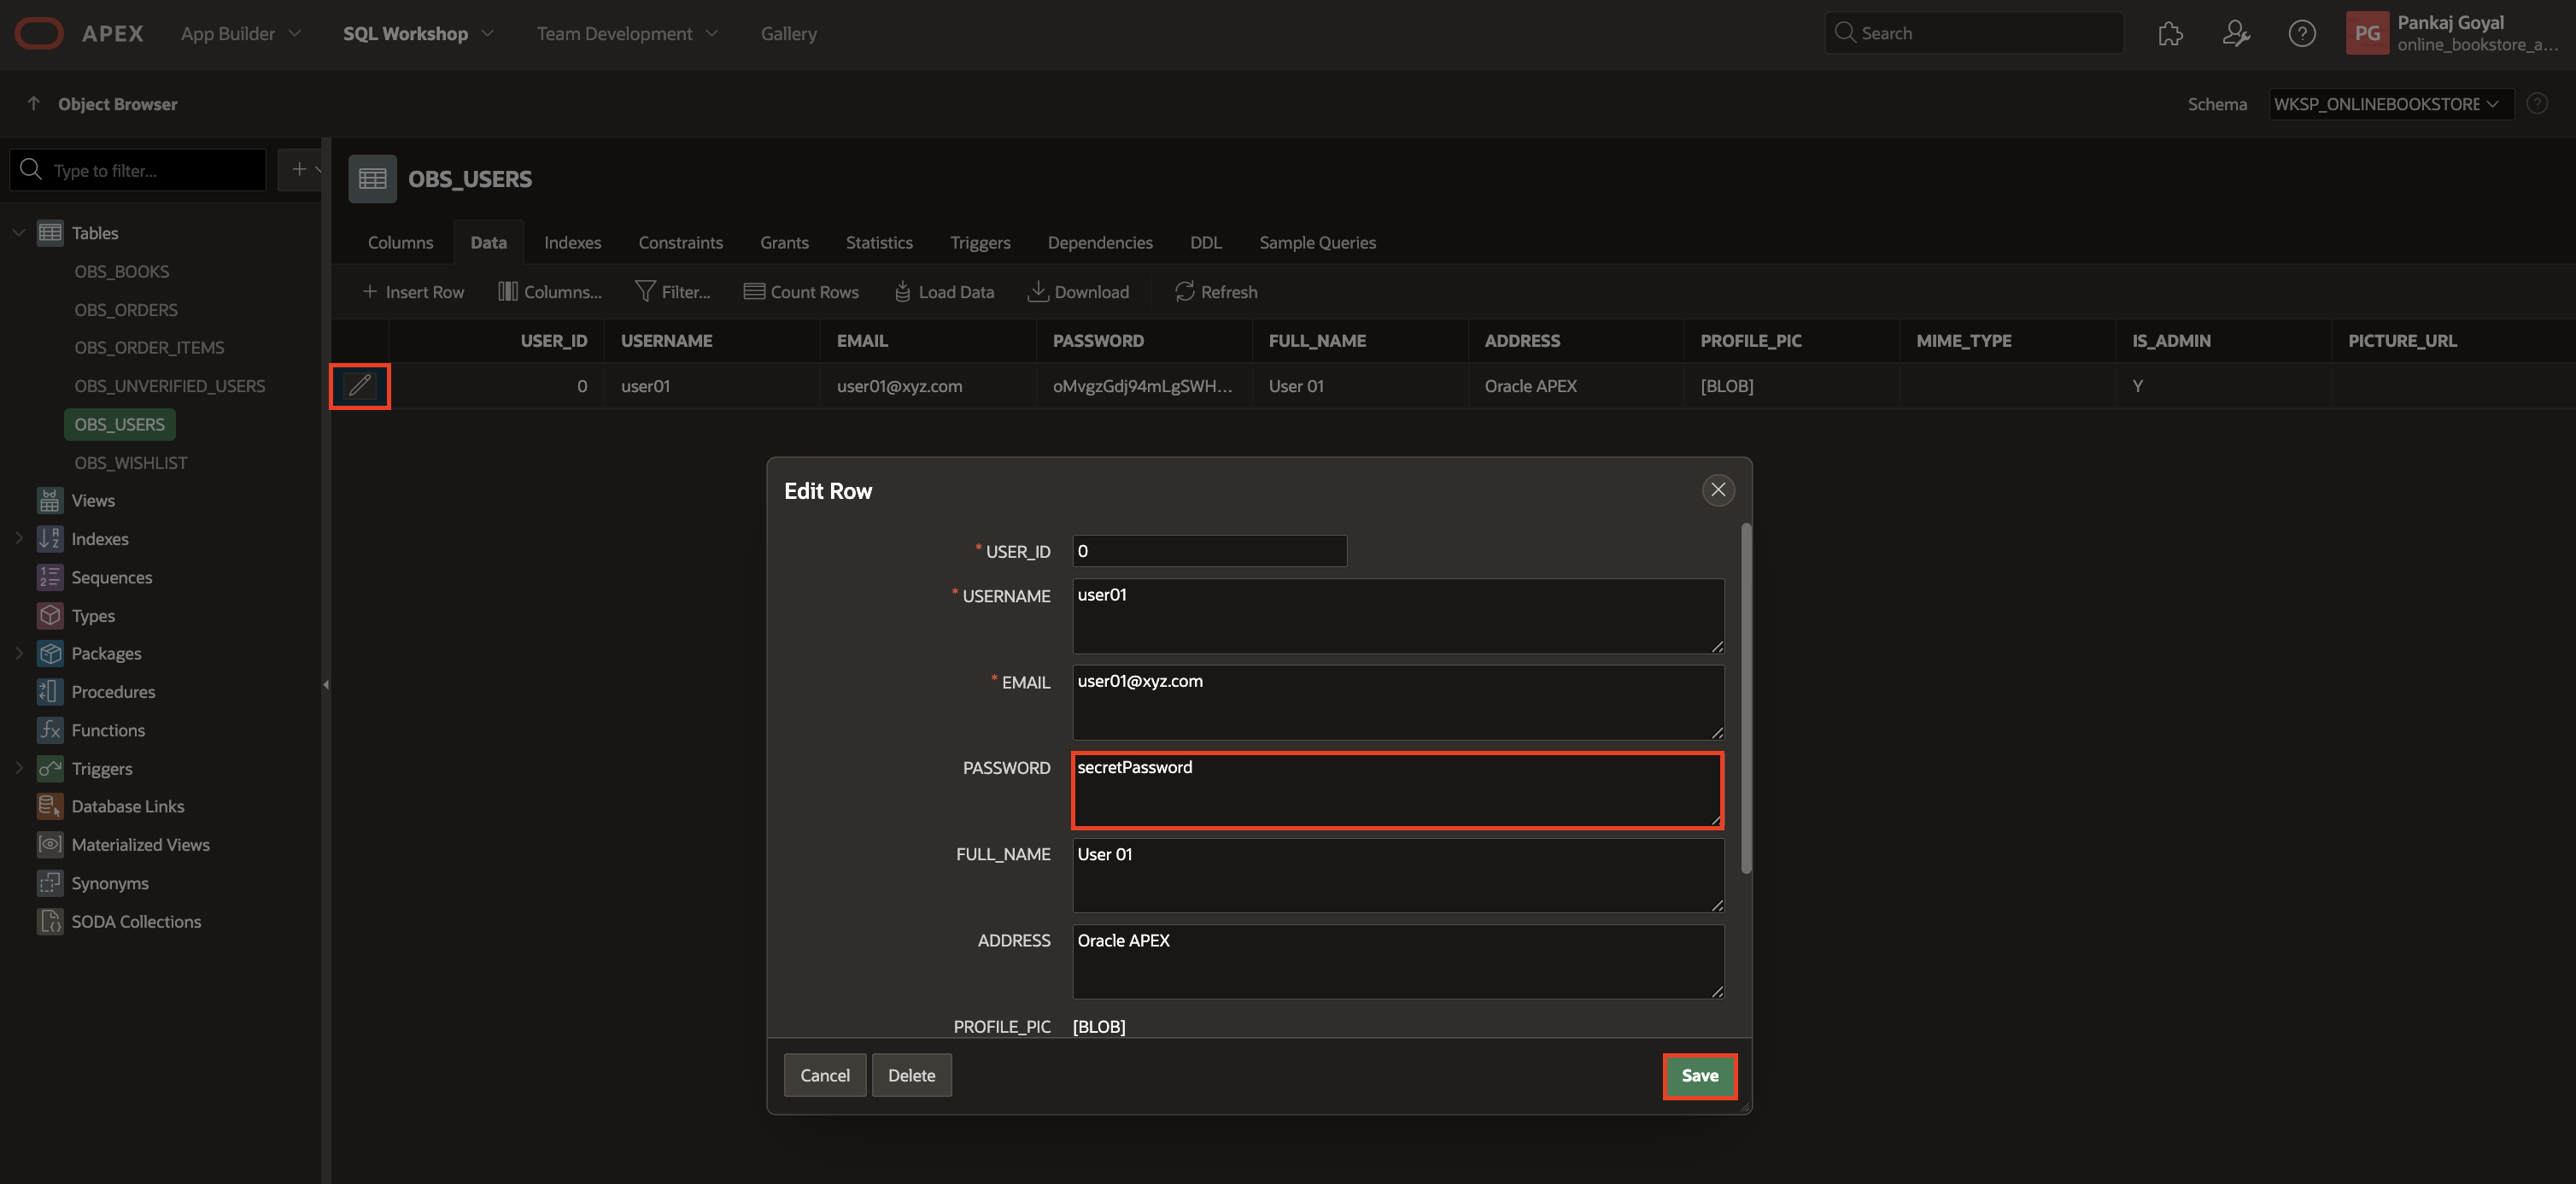 APEX App Builder SQL Workshop Team Development Gallery Search PG Pankaj Goyal
online_bookstore_a...
Object Browser Schema WKSP_ONLINEBOOKSTORE
Type to filter...
OBS_USERS
Columns Data Indexes Constraints Grants Statistics Triggers Dependencies DDL Sample Queries
Insert Row Columns... Filter... Count Rows Load Data Download Refresh
USER_ID USERNAME EMAIL PASSWORD FULL_NAME ADDRESS PROFILE_PIC MIME_TYPE IS_ADMIN PICTURE_URL
0 user01 user01@xyz.com oMvgzGdj94mLgSWH... User 01 Oracle APEX [BLOB] Y
Tables
OBS_BOOKS
OBS_ORDERS
OBS_ORDER_ITEMS
OBS_UNVERIFIED_USERS
OBS_USERS
OBS_WISHLIST
Views
Indexes
Sequences
Types
Packages
Procedures
Functions
Triggers
Database Links
Materialized Views
Synonyms
SODA Collections
Edit Row
* USER_ID 0
* USERNAME user01
* EMAIL user01@xyz.com
PASSWORD secretPassword
FULL_NAME User 01
ADDRESS Oracle APEX
PROFILE_PIC [BLOB]
Cancel Delete Save